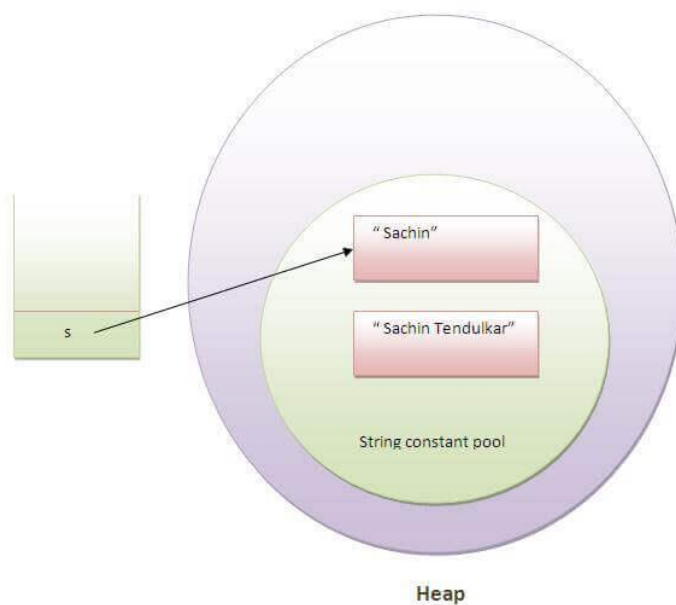 “ Sachin”
s
“ Sachin Tendulkar”
String constant pool
Heap